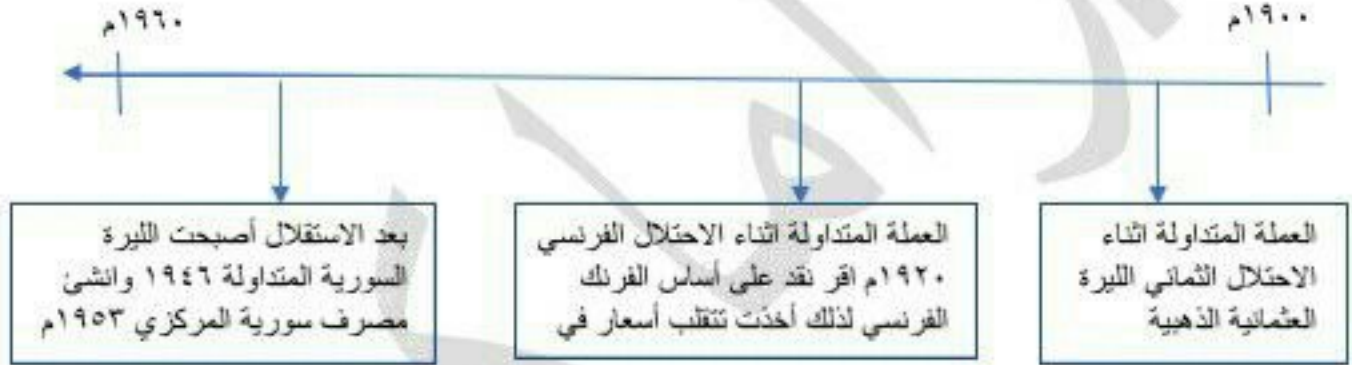 ١٩٠٠م
١٩٦٠م
العملة المتداولة اثناء
الاحتلال الثماني الليرة
العثمانية الذهبية
العملة المتداولة اثناء الاحتلال الفرنسي
١٩٢٠م اقر نقد على أساس الفرنك
الفرنسي لذلك أخذت تتقلب أسعار في
بعد الاستقلال أصبحت الليرة
السورية المتداولة ١٩٤٦ وانشئ
مصرف سورية المركزي ١٩٥٣م